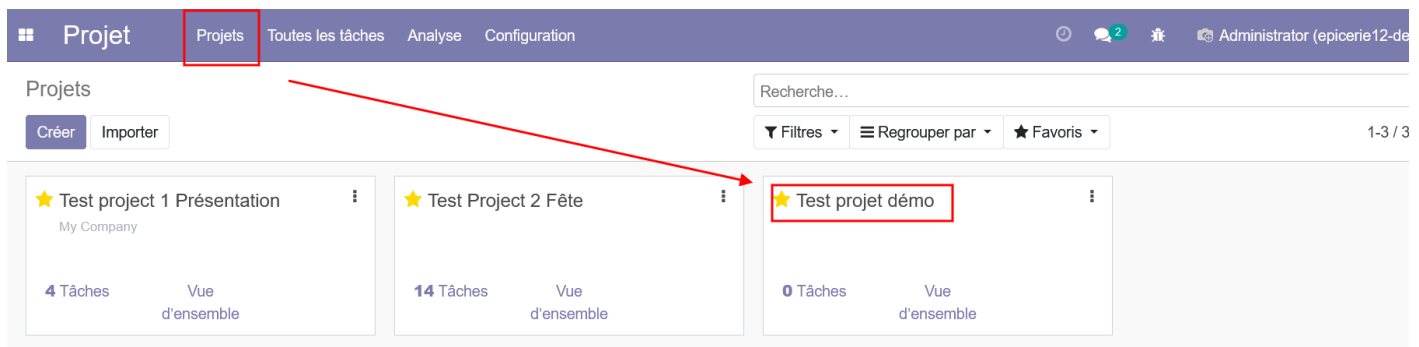 Projet Projets Toutes les tâches Analyse Configuration 2 Administrator (epicerie12-de
Projets Recherche...
Créer Importer Filtres Regrouper par Favoris 1-3 / 3
Test project 1 Présentation Test Project 2 Fête Test projet démo
My Company
4 Tâches Vue 14 Tâches Vue 0 Tâches Vue
d'ensemble d'ensemble d'ensemble